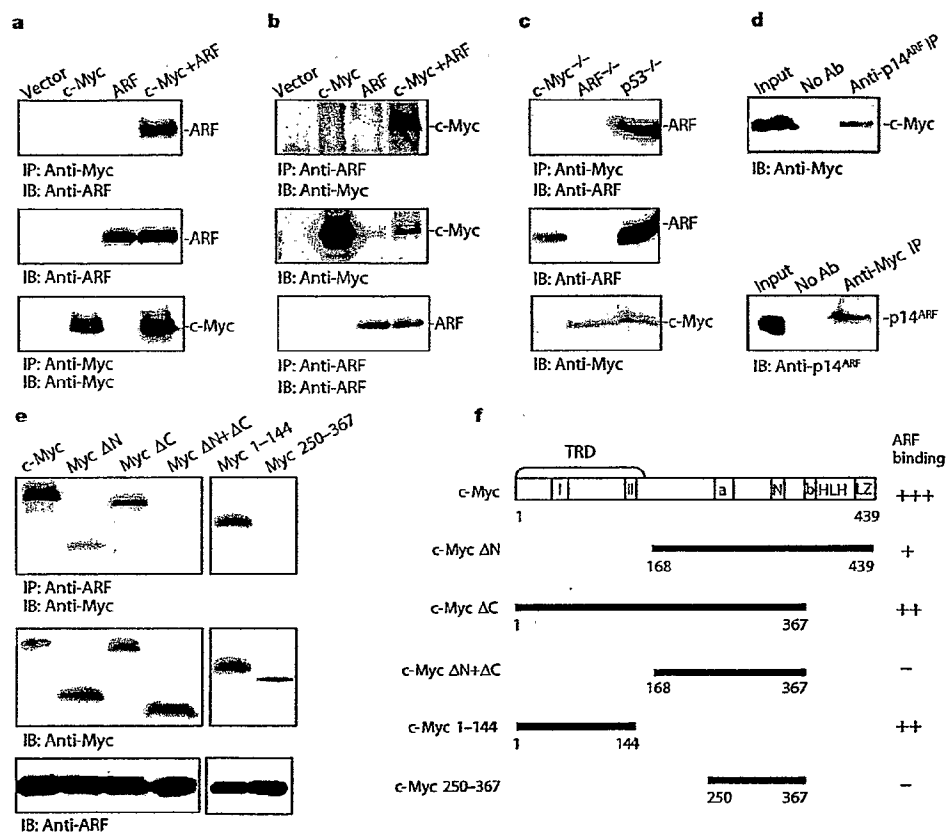 a
Vector
c-Myc
ARF
c-Myc+ARF
-ARF
IP: Anti-Myc
IB: Anti-ARF
-ARF
IB: Anti-ARF
-c-Myc
IP: Anti-Myc
IB: Anti-Myc
b
Vector
c-Myc
ARF
c-Myc+ARF
-c-Myc
IP: Anti-ARF
IB: Anti-Myc
-c-Myc
IB: Anti-Myc
- ARF
IP: Anti-ARF
IB: Anti-ARF
c
c-Myc-/-
ARF-/-
p53-/-
-ARF
IP: Anti-Myc
IB: Anti-ARF
-ARF
IB: Anti-ARF
-c-Myc
IB: Anti-Myc
d
Input
No Ab
Anti-p14ARF IP
-c-Myc
IB: Anti-Myc
Input
No Ab
Anti-Myc IP
-p14ARF
IB: Anti-p14ARF
e
c-Myc
Myc ΔN
Myc ΔC
Myc ΔN+ΔC
Myc 1–144
Myc 250–367
IP: Anti-ARF
IB: Anti-Myc
IB: Anti-Myc
IB: Anti-ARF
f
ARF
binding
TRD
c-Myc I II a N b HLH LZ +++
1 439
c-Myc ΔN +
168 439
c-Myc ΔC ++
1 367
c-Myc ΔN+ΔC –
168 367
c-Myc 1–144 ++
1 144
c-Myc 250–367 –
250 367